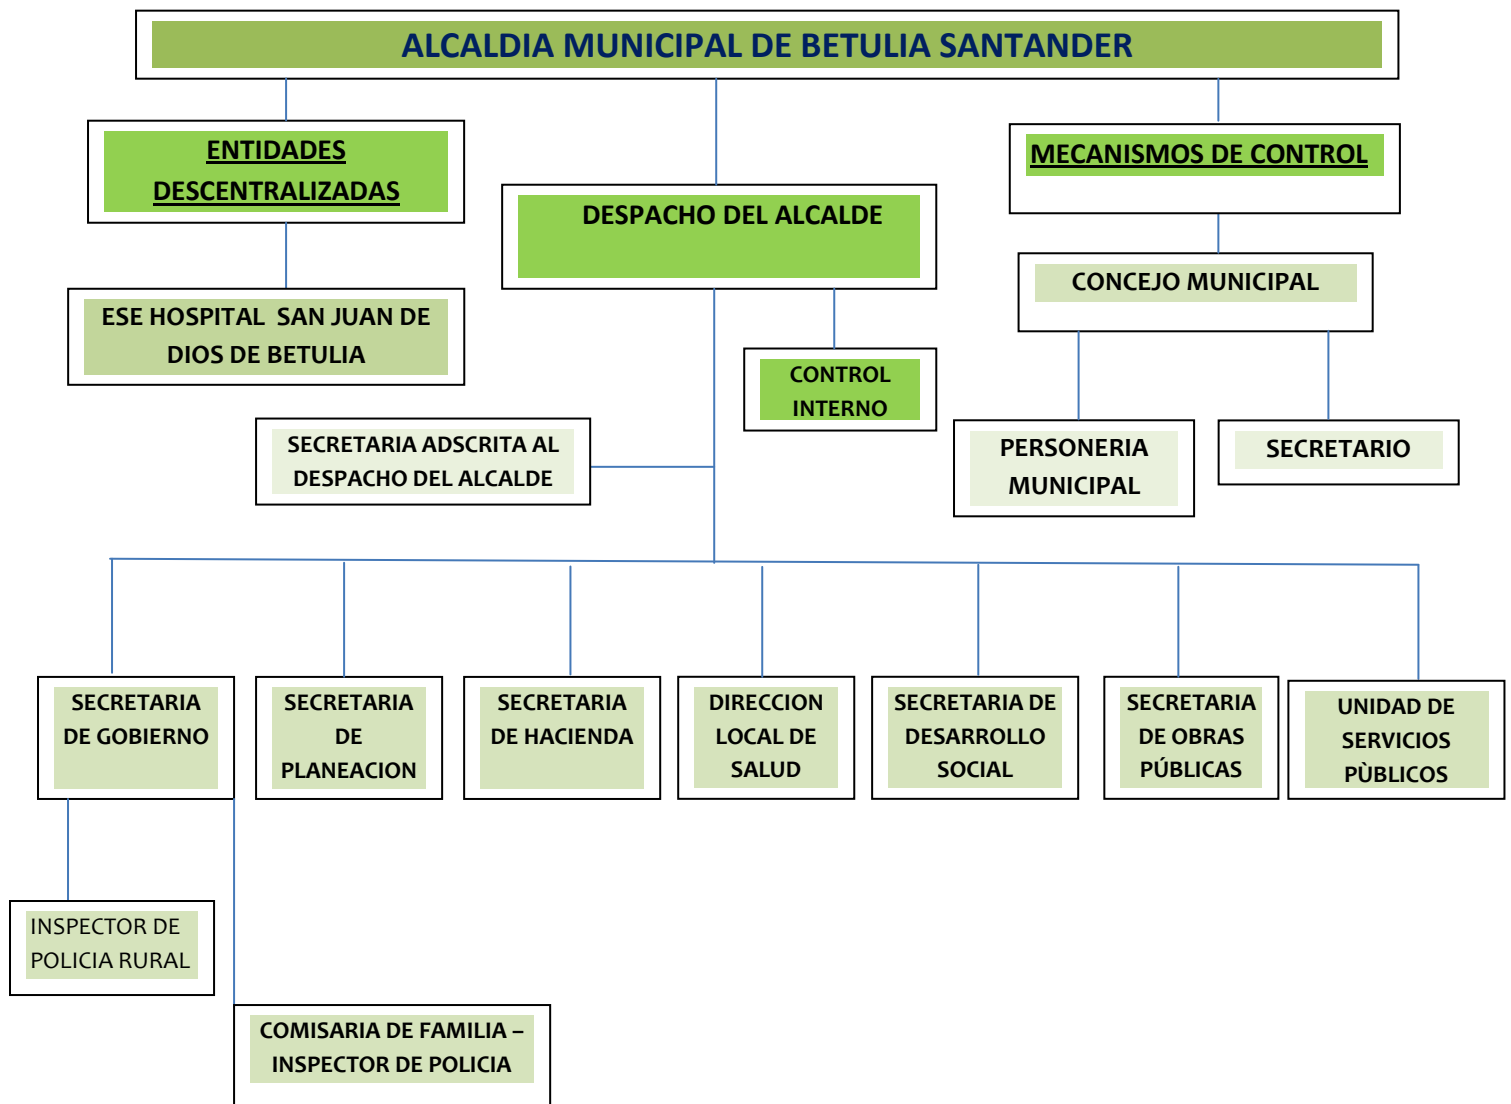 ALCALDIA MUNICIPAL DE BETULIA SANTANDER
ENTIDADES
DESCENTRALIZADAS
MECANISMOS DE CONTROL
DESPACHO DEL ALCALDE
CONCEJO MUNICIPAL
ESE HOSPITAL SAN JUAN DE
DIOS DE BETULIA
CONTROL
INTERNO
SECRETARIA ADSCRITA AL
DESPACHO DEL ALCALDE
PERSONERIA
MUNICIPAL
SECRETARIO
SECRETARIA
DE GOBIERNO
SECRETARIA
DE
PLANEACION
SECRETARIA
DE HACIENDA
DIRECCION
LOCAL DE
SALUD
SECRETARIA DE
DESARROLLO
SOCIAL
SECRETARIA
DE OBRAS
PÚBLICAS
UNIDAD DE
SERVICIOS
PÙBLICOS
INSPECTOR DE
POLICIA RURAL
COMISARIA DE FAMILIA –
INSPECTOR DE POLICIA